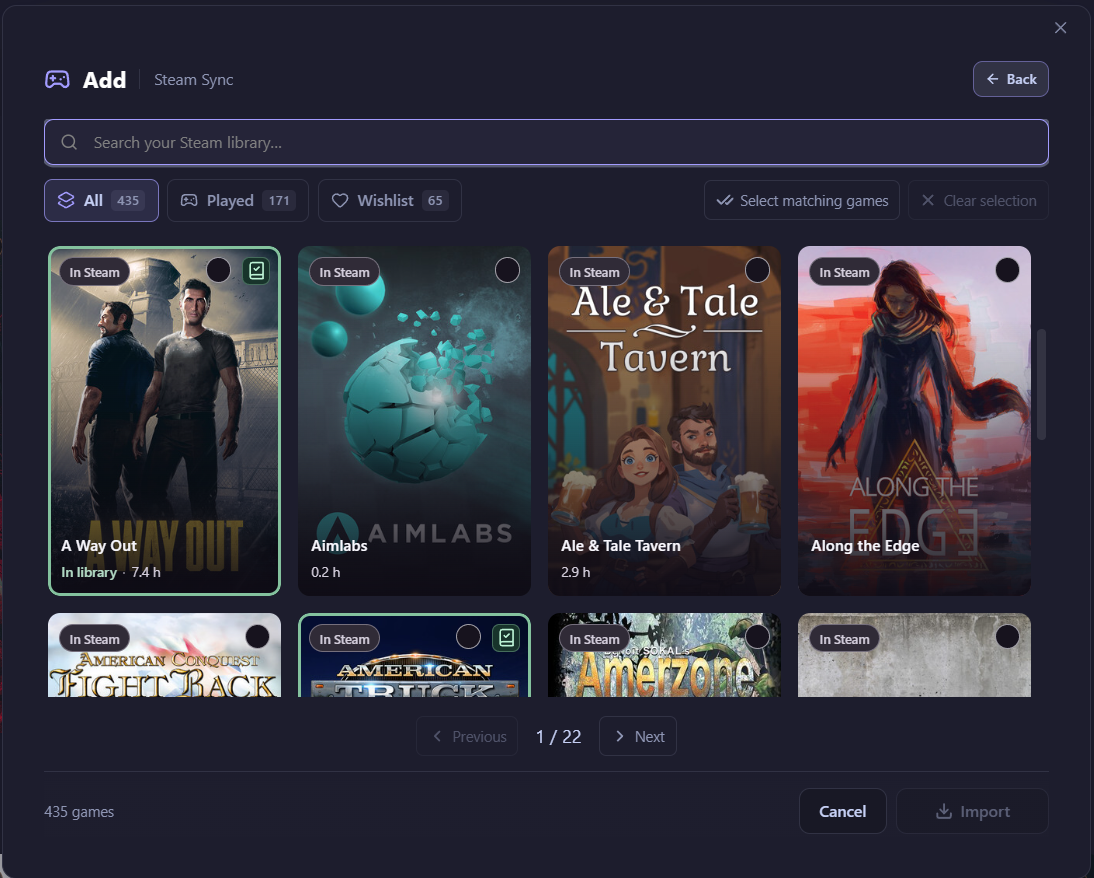 Add
Steam Sync
Back
Search your Steam library...
All 435
Played 171
Wishlist 65
Select matching games
Clear selection
In Steam
A WAY OUT
A Way Out
In library · 7.4 h
In Steam
AIMLABS
Aimlabs
0.2 h
In Steam
Ale & Tale
Tavern
Ale & Tale Tavern
2.9 h
In Steam
ALONG THE
EDGE
Along the Edge
In Steam
AMERICAN CONQUEST
FIGHT BACK
In Steam
AMERICAN
TRUCK
In Steam
Benoit SOKAL's
Amerzone
In Steam
Previous
1 / 22
Next
435 games
Cancel
Import